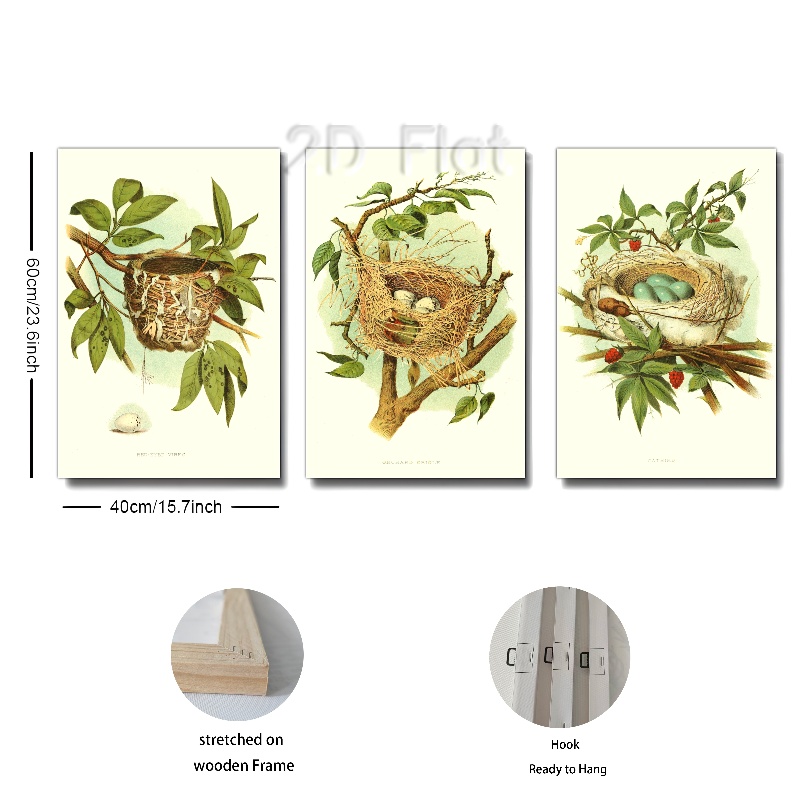 2D Flat
60cm/23.6inch
40cm/15.7inch
stretched on
wooden Frame
Hook
Ready to Hang